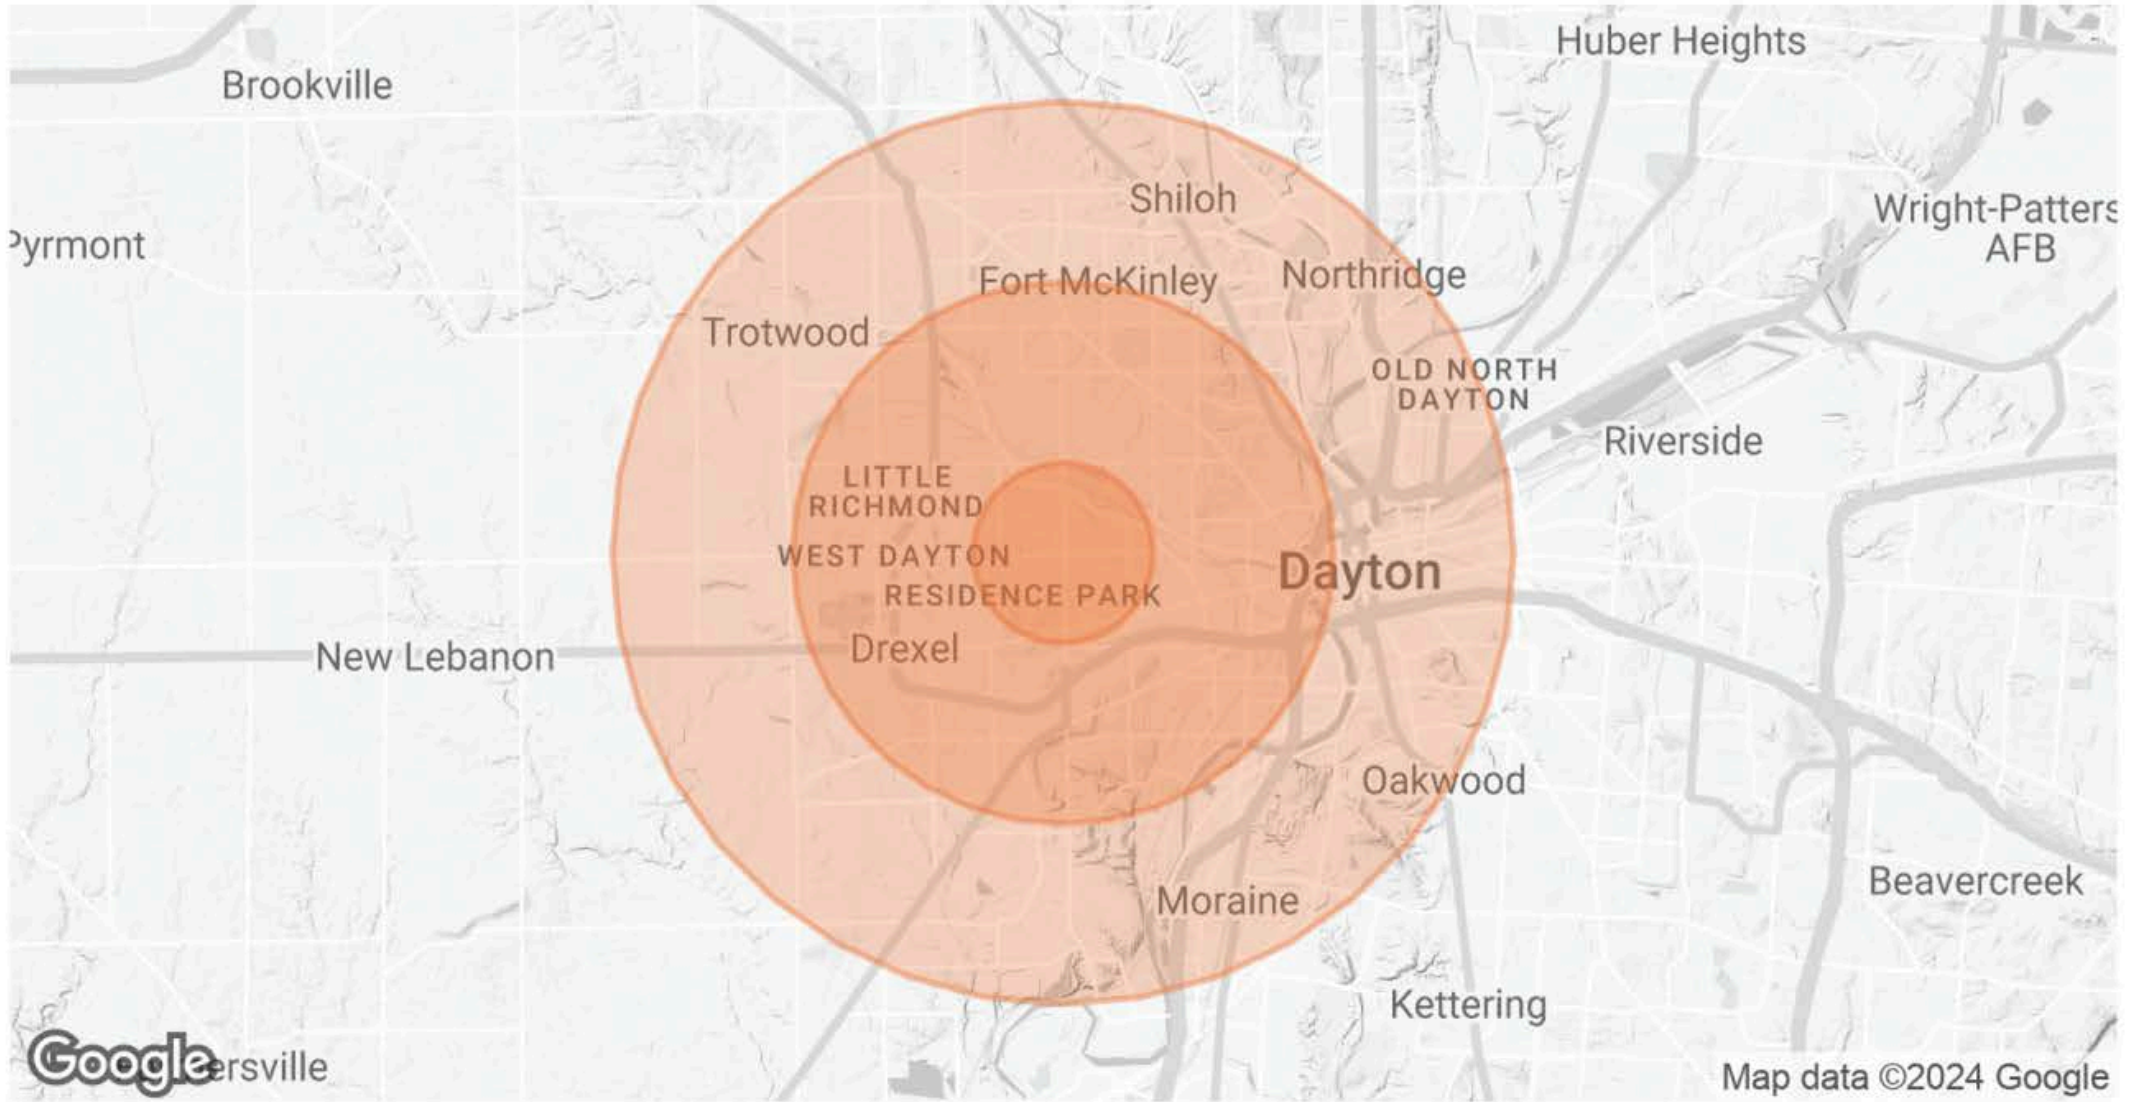 Huber Heights
Brookville
Shiloh
Wright-Patters
AFB
Pyrmont
Fort McKinley
Northridge
Trotwood
OLD NORTH
DAYTON
Riverside
LITTLE
RICHMOND
WEST DAYTON
Dayton
RESIDENCE PARK
Drexel
New Lebanon
Oakwood
Beavercreek
Moraine
Kettering
Google
ersville
Map data ©2024 Google